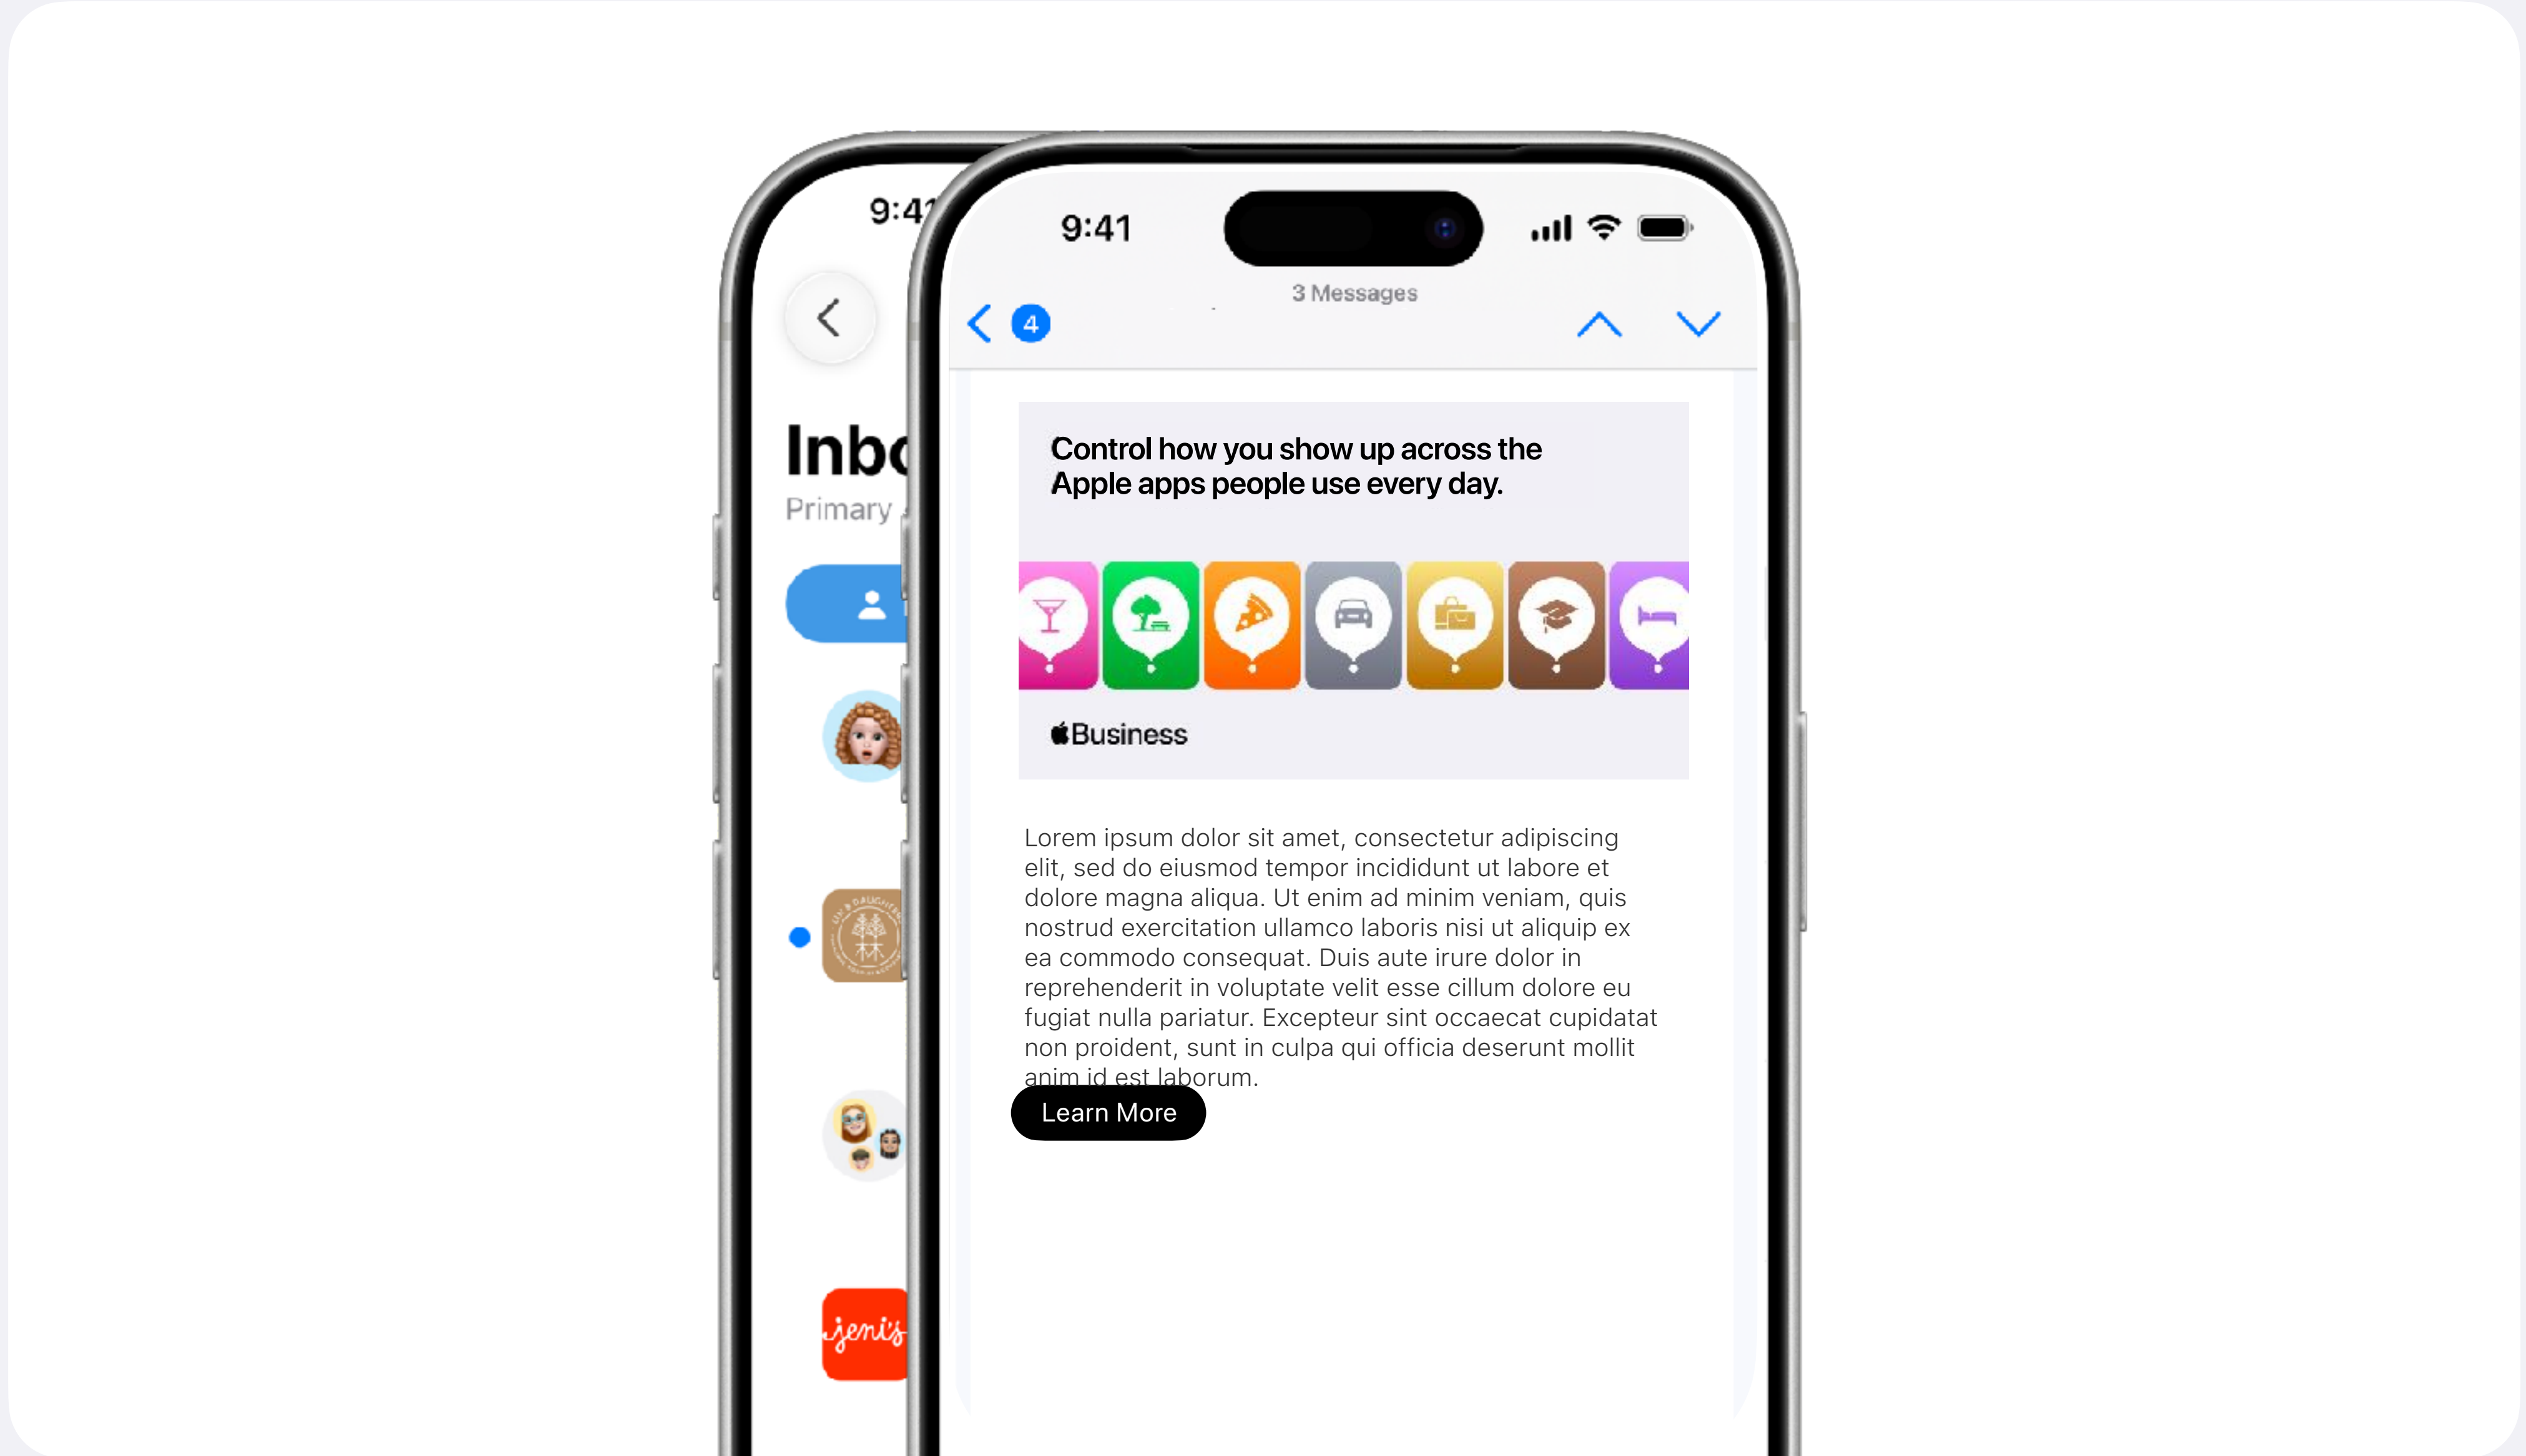 9:41
Inbo
Primary
jeni's
9:41
3 Messages
4
Control how you show up across the
Apple apps people use every day.
Business
Lorem ipsum dolor sit amet, consectetur adipiscing
elit, sed do eiusmod tempor incididunt ut labore et
dolore magna aliqua. Ut enim ad minim veniam, quis
nostrud exercitation ullamco laboris nisi ut aliquip ex
ea commodo consequat. Duis aute irure dolor in
reprehenderit in voluptate velit esse cillum dolore eu
fugiat nulla pariatur. Excepteur sint occaecat cupidatat
non proident, sunt in culpa qui officia deserunt mollit
anim id est laborum.
Learn More